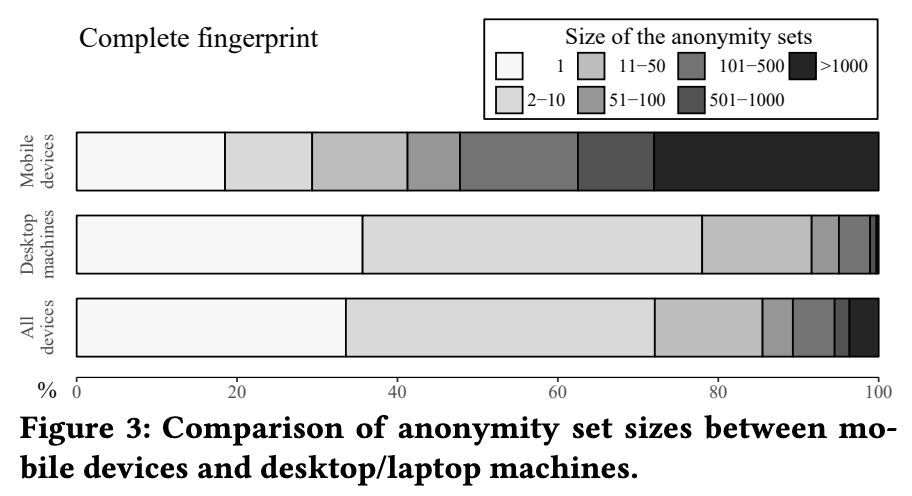 Complete fingerprint
Size of the anonymity sets
1 11−50 101−500 >1000
2−10 51−100 501−1000
Mobile
devices
Desktop
machines
All
devices
% 0 20 40 60 80 100
Figure 3: Comparison of anonymity set sizes between mo-
bile devices and desktop/laptop machines.